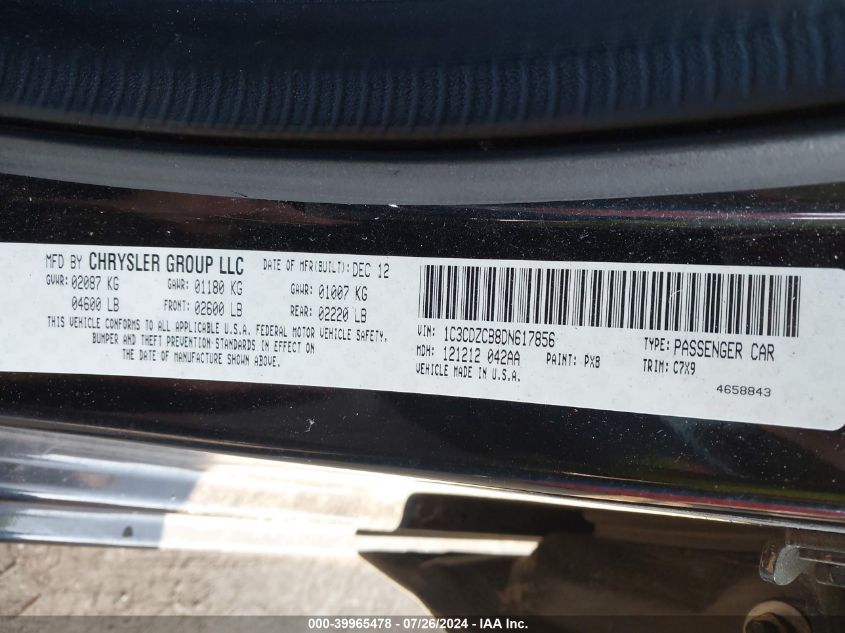 MFD BY CHRYSLER GROUP LLC DATE OF MFR(BUILT): DEC 12
GVWR: 02087 KG GAWR: 01180 KG GAWR: 01007 KG
04600 LB FRONT: 02600 LB REAR: 02220 LB
THIS VEHICLE CONFORMS TO ALL APPLICABLE U.S.A. FEDERAL MOTOR VEHICLE SAFETY,
BUMPER AND THEFT PREVENTION STANDARDS IN EFFECT ON
THE DATE OF MANUFACTURE SHOWN ABOVE.
VIN: 1C3CDZCB8DN617856 TYPE: PASSENGER CAR
MDH: 121212 042AA PAINT: PX8 TRIM: C7X9
VEHICLE MADE IN U.S.A.
4658843
000-39965478 - 07/26/2024 - IAAI.com